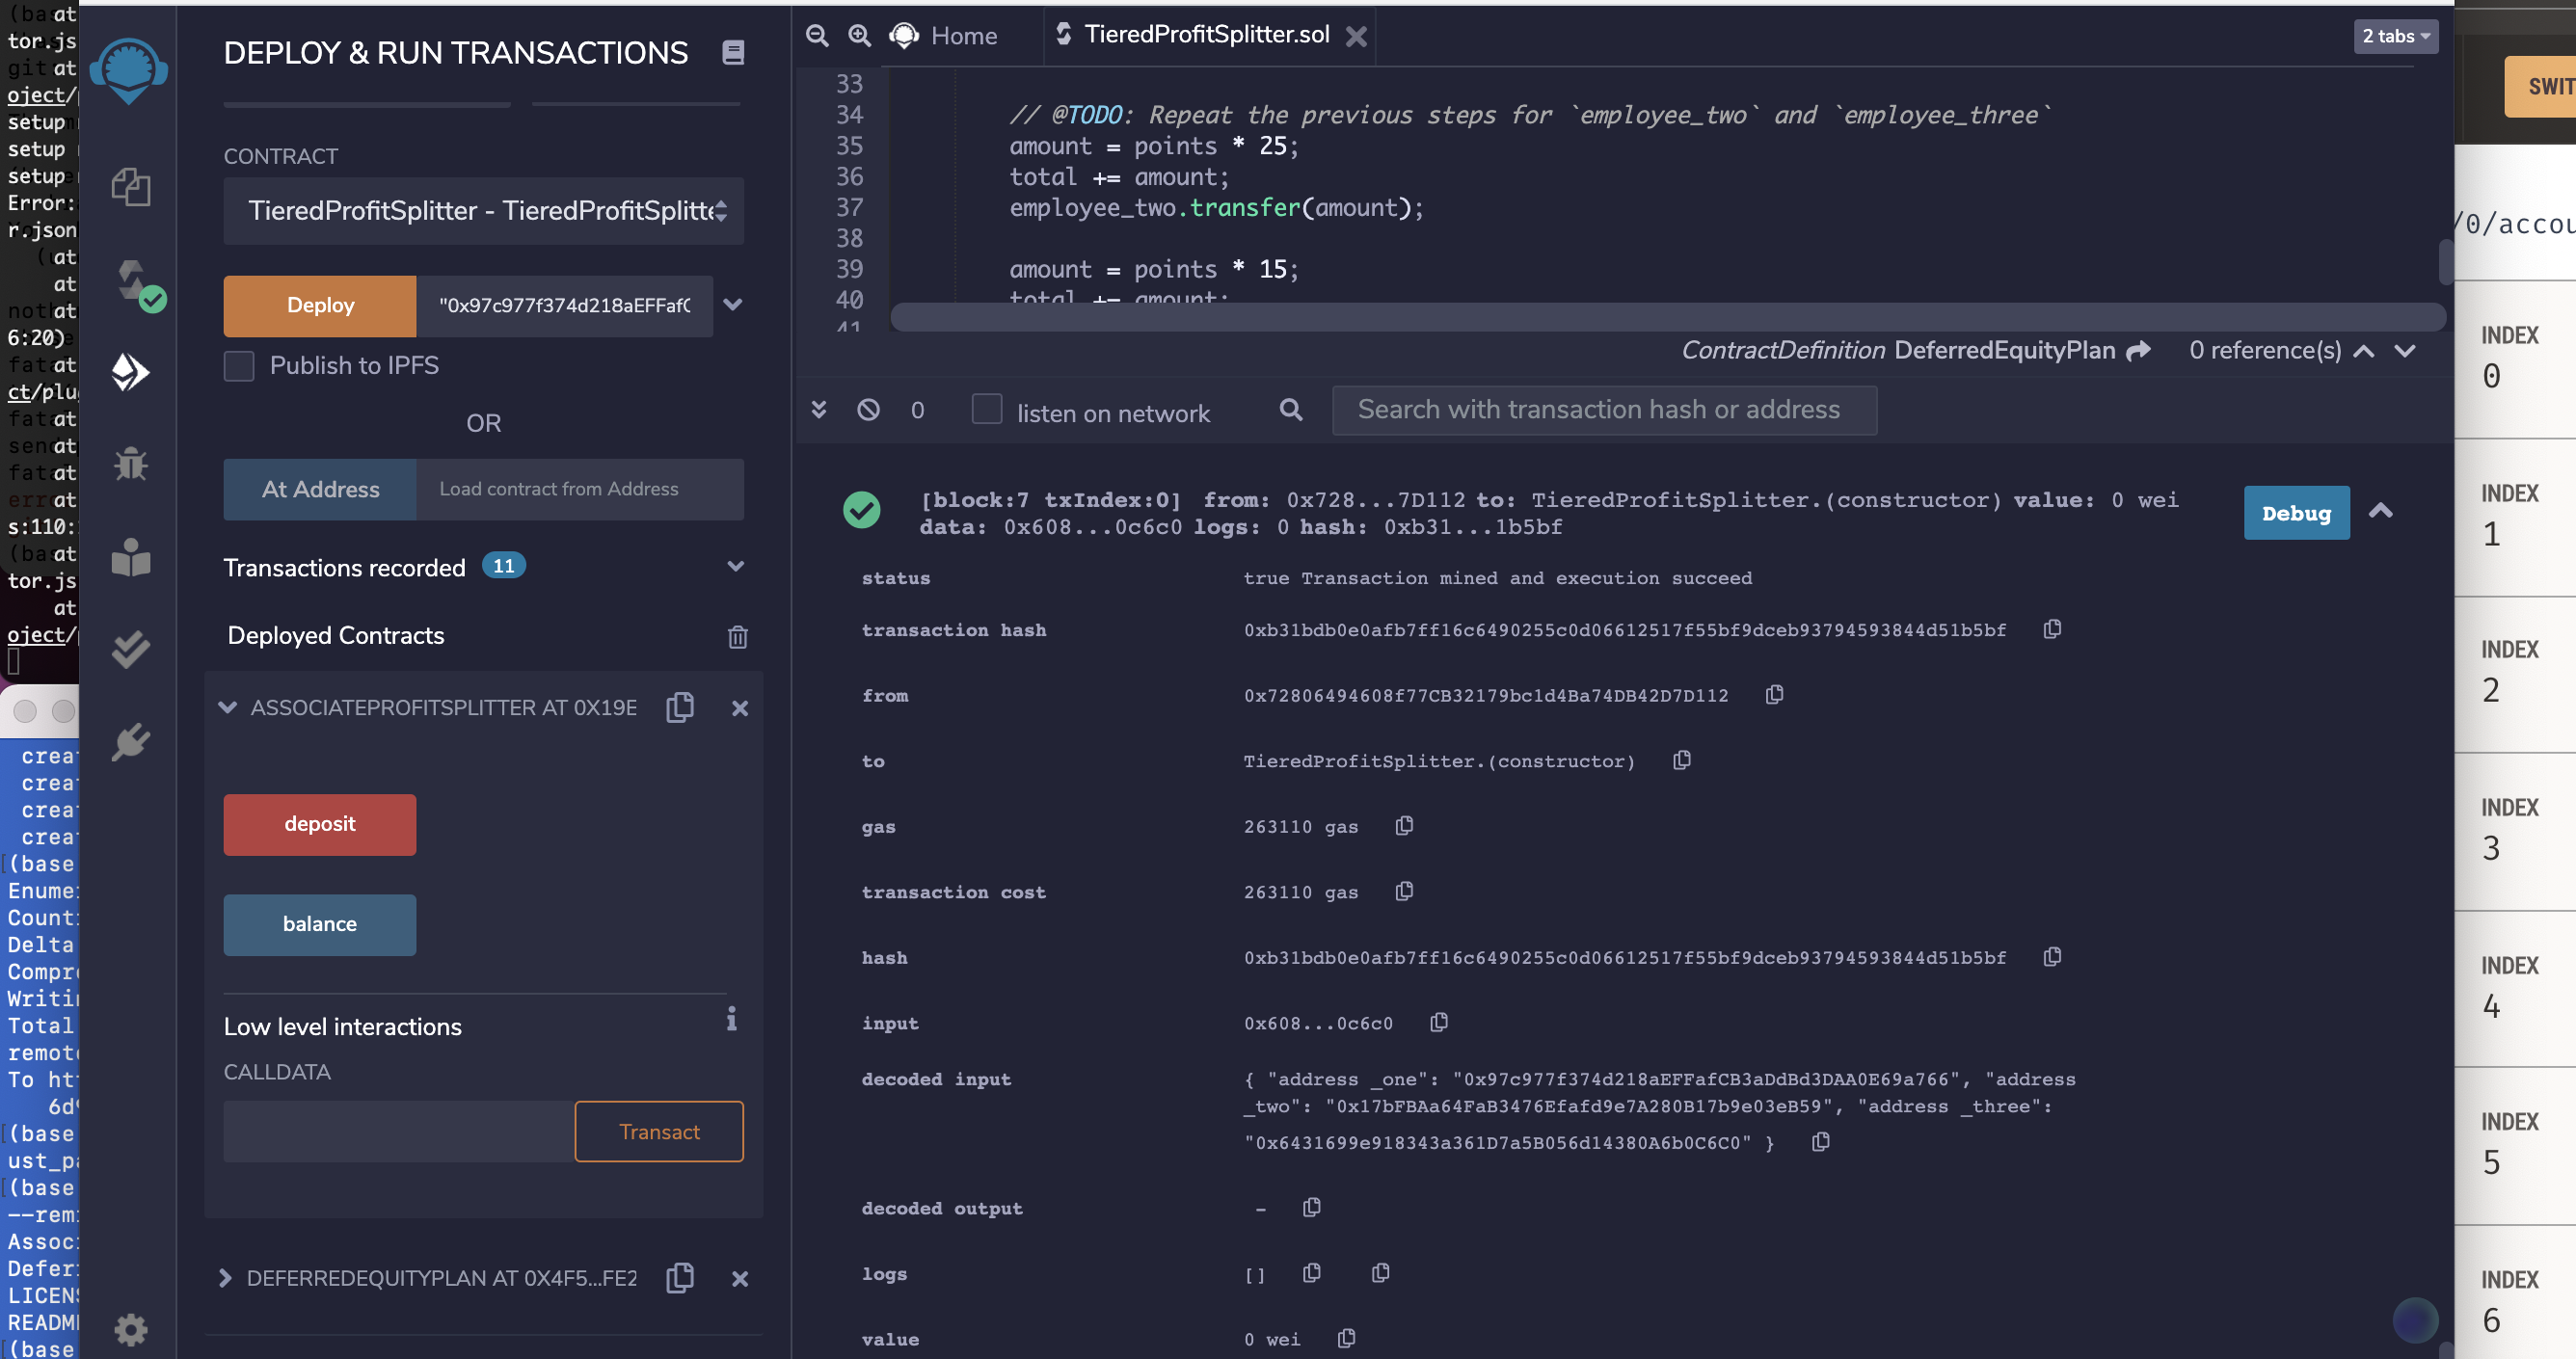 DEPLOY & RUN TRANSACTIONS
CONTRACT
TieredProfitSplitter - TieredProfitSplitte
Deploy
"0x97c977f374d218aEFFafC
Publish to IPFS
OR
At Address
Load contract from Address
Transactions recorded 11
Deployed Contracts
ASSOCIATEPROFITSPLITTER AT 0X19E
deposit
balance
Low level interactions
i
CALLDATA
Transact
DEFERREDEQUITYPLAN AT 0X4F5...FE2
Home
TieredProfitSplitter.sol
2 tabs
33
34 // @TODO: Repeat the previous steps for `employee_two` and `employee_three`
35 amount = points * 25;
36 total += amount;
37 employee_two.transfer(amount);
38
39 amount = points * 15;
40 total += amount;
41
ContractDefinition DeferredEquityPlan 0 reference(s)
0 listen on network
Search with transaction hash or address
[block:7 txIndex:0] from: 0x728...7D112 to: TieredProfitSplitter.(constructor) value: 0 wei
data: 0x608...0c6c0 logs: 0 hash: 0xb31...1b5bf
Debug
status true Transaction mined and execution succeed
transaction hash 0xb31bdb0e0afb7ff16c6490255c0d06612517f55bf9dceb93794593844d51b5bf
from 0x72806494608f77CB32179bc1d4Ba74DB42D7D112
to TieredProfitSplitter.(constructor)
gas 263110 gas
transaction cost 263110 gas
hash 0xb31bdb0e0afb7ff16c6490255c0d06612517f55bf9dceb93794593844d51b5bf
input 0x608...0c6c0
decoded input { "address _one": "0x97c977f374d218aEFFafCB3aDdBd3DAA0E69a766", "address
_two": "0x17bFBAa64FaB3476Efafd9e7A280B17b9e03eB59", "address _three":
"0x6431699e918343a361D7a5B056d14380A6b0C6C0" }
decoded output -
logs []
value 0 wei
SWIT
/0/accou
INDEX
0
INDEX
1
INDEX
2
INDEX
3
INDEX
4
INDEX
5
INDEX
6
at
tor.js
at
oject/
setup
setup
setup
Error:
r.json
at
at
at
6:20)
at
ct/plu
at
at
at
at
s:110:
at
tor.js
at
oject/
crea
crea
crea
crea
(base
Enume
Count
Delta
Compr
Writi
Total
remot
To ht
6d
(base
ust_p
(base
--rem
Assoc
Defer
LICENS
READM
(base